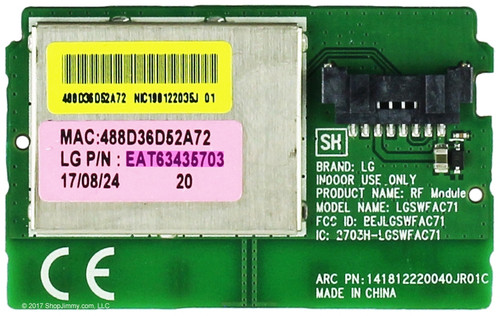 488D36D52A72 NIC198122035J 01
MAC:488D36D52A72
LG P/N : EAT63435703
17/08/24 20
SH
BRAND: LG
INDOOR USE ONLY
PRODUCT NAME: RF Module
MODEL NAME: LGSWFAC71
FCC ID: BEJLGSWFAC71
IC: 2703H-LGSWFAC71
CE
ARC PN:141812220040JR01C
MADE IN CHINA
© 2017 ShopJimmy.com, LLC